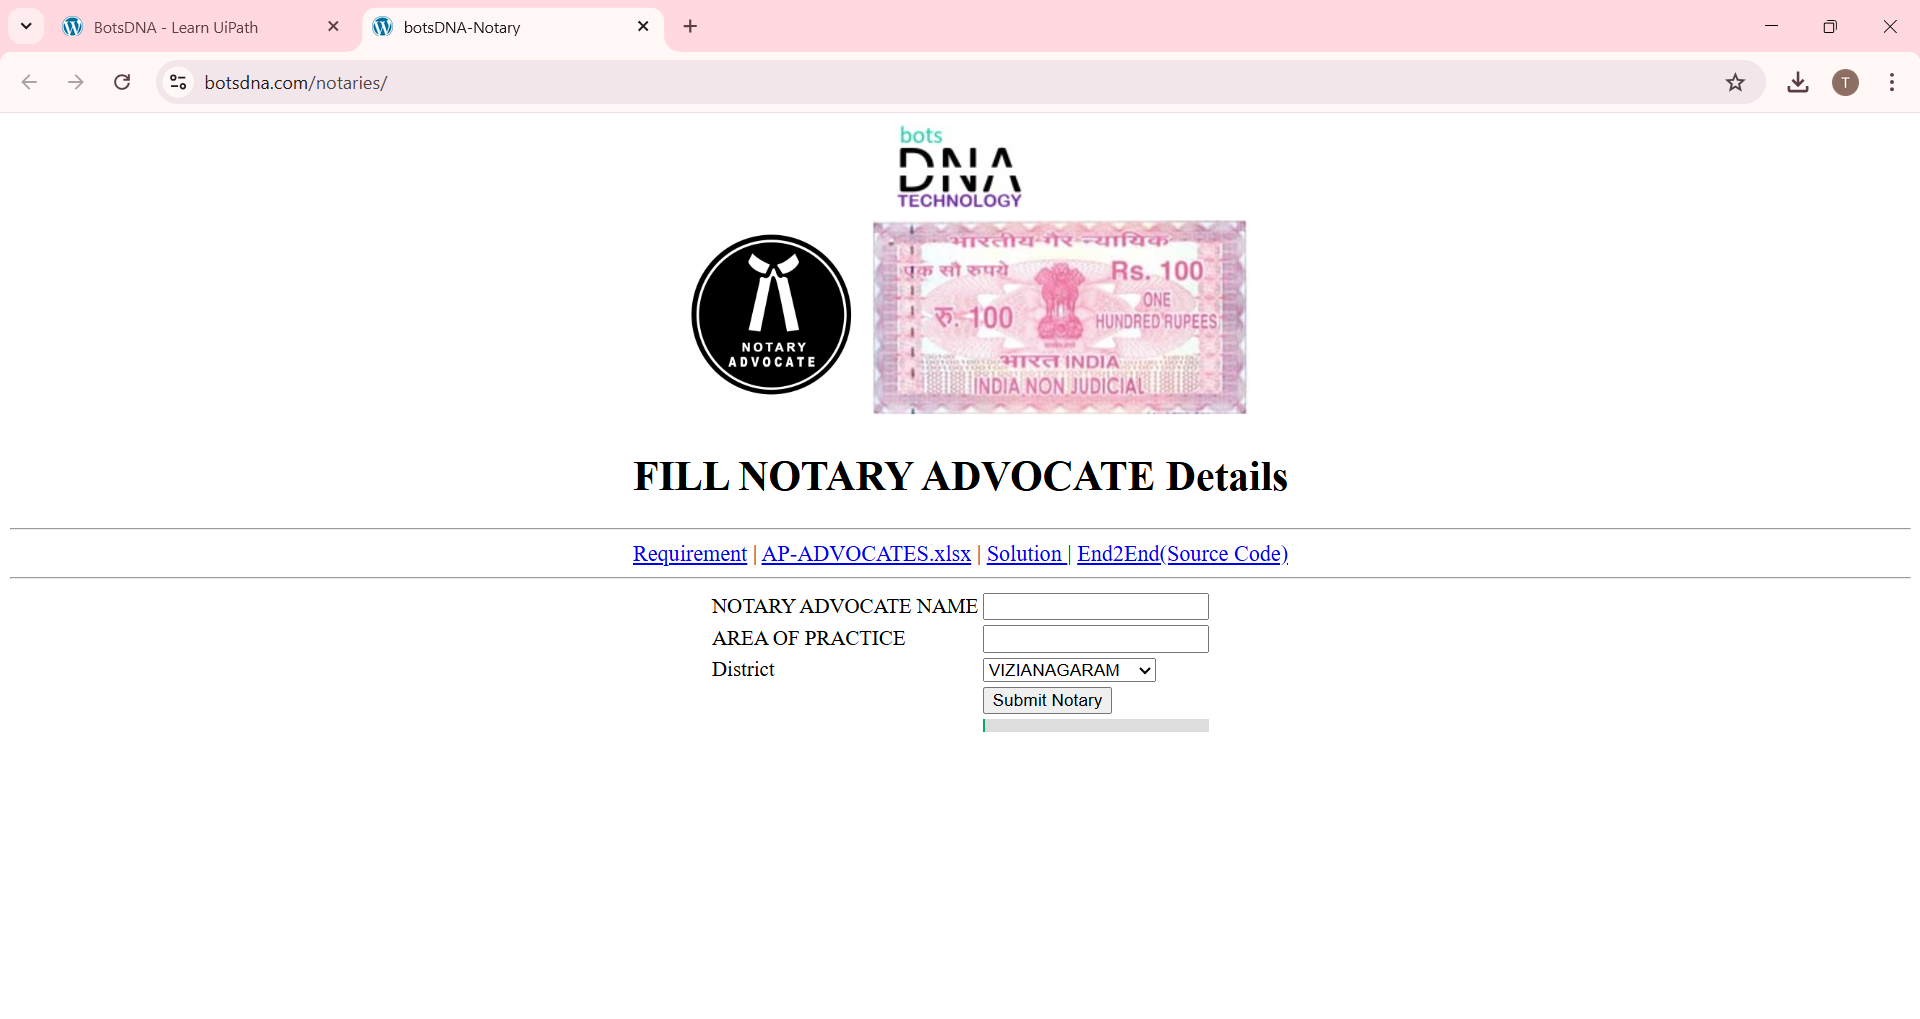 BotsDNA - Learn UiPath
botsDNA-Notary
botsdna.com/notaries/
T
bots
DNA
TECHNOLOGY
NOTARY
ADVOCATE
भारतीय-गैर-न्यायिक
एक सौ रुपये
Rs. 100
रु. 100
ONE
HUNDRED RUPEES
भारत INDIA
INDIA NON JUDICIAL
FILL NOTARY ADVOCATE Details
Requirement | AP-ADVOCATES.xlsx | Solution | End2End(Source Code)
NOTARY ADVOCATE NAME
AREA OF PRACTICE
District VIZIANAGARAM
Submit Notary